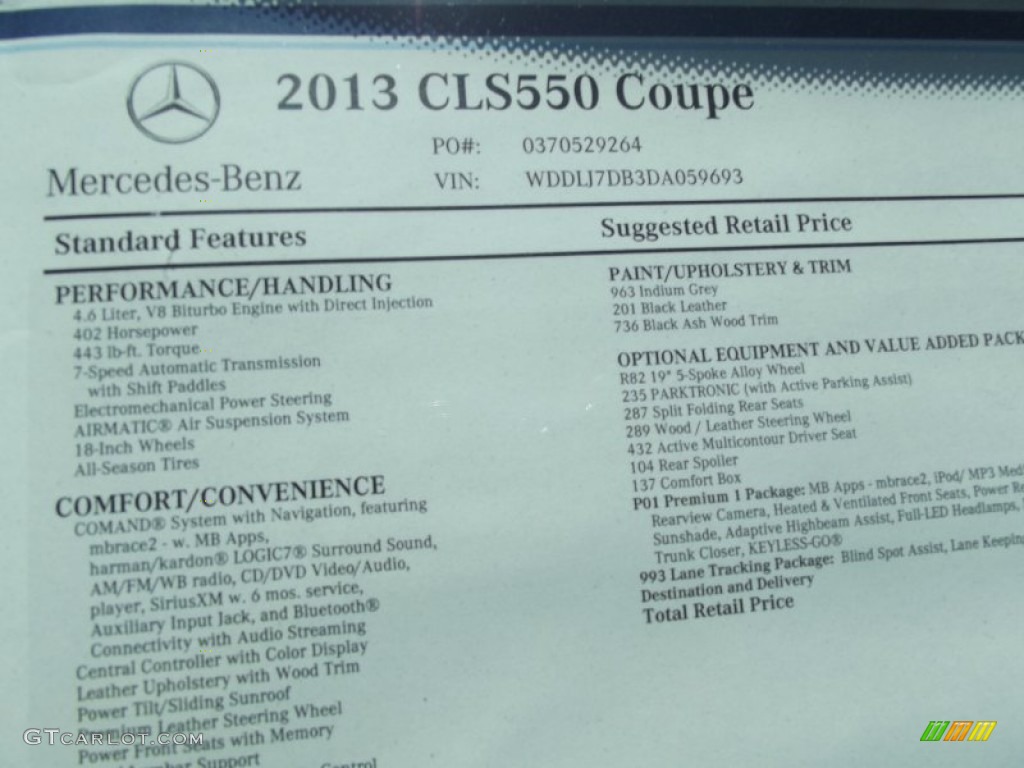 2013 CLS550 Coupe
PO#: 0370529264
Mercedes-Benz
VIN: WDDLJ7DB3DA059693
Standard Features
PERFORMANCE/HANDLING
4.6 Liter, V8 Biturbo Engine with Direct Injection
402 Horsepower
443 lb-ft. Torque
7-Speed Automatic Transmission
with Shift Paddles
Electromechanical Power Steering
AIRMATIC® Air Suspension System
18-Inch Wheels
All-Season Tires
COMFORT/CONVENIENCE
COMAND® System with Navigation, featuring
mbrace2 - w. MB Apps,
harman/kardon® LOGIC7® Surround Sound,
AM/FM/WB radio, CD/DVD Video/Audio,
player, SiriusXM w. 6 mos. service,
Auxiliary Input Jack, and Bluetooth®
Connectivity with Audio Streaming
Central Controller with Color Display
Leather Upholstery with Wood Trim
Power Tilt/Sliding Sunroof
Premium Leather Steering Wheel
Power Front Seats with Memory
Support
Control
Suggested Retail Price
PAINT/UPHOLSTERY & TRIM
963 Indium Grey
201 Black Leather
736 Black Ash Wood Trim
OPTIONAL EQUIPMENT AND VALUE ADDED PACK
R82 19" 5-Spoke Alloy Wheel
235 PARKTRONIC (with Active Parking Assist)
287 Split Folding Rear Seats
289 Wood / Leather Steering Wheel
432 Active Multicontour Driver Seat
104 Rear Spoiler
137 Comfort Box
P01 Premium 1 Package: MB Apps - mbrace2, iPod/ MP3 Med
Rearview Camera, Heated & Ventilated Front Seats, Power Re
Sunshade, Adaptive Highbeam Assist, Full-LED Headlamps,
Trunk Closer, KEYLESS-GO®
993 Lane Tracking Package: Blind Spot Assist, Lane Keeping
Destination and Delivery
Total Retail Price
GTCARLOT.COM